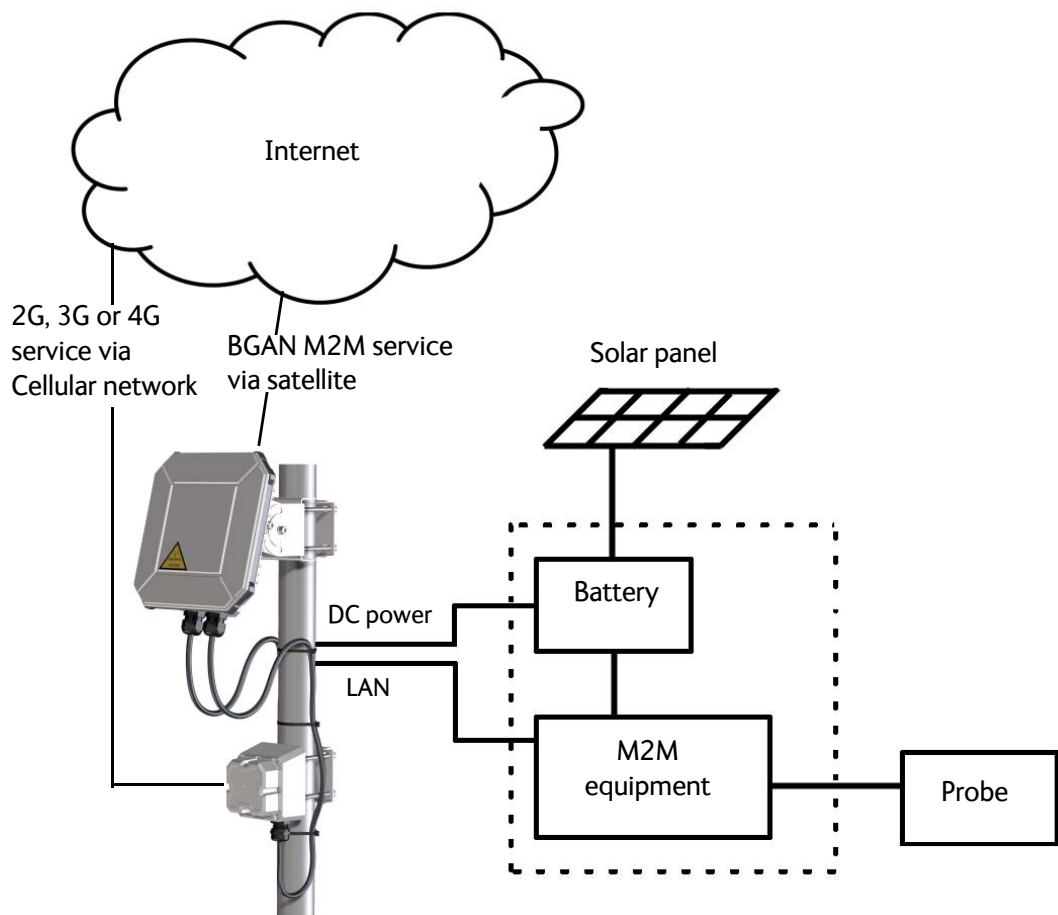 Internet
2G, 3G or 4G
service via
Cellular network
BGAN M2M service
via satellite
Solar panel
Battery
DC power
LAN
M2M
equipment
Probe